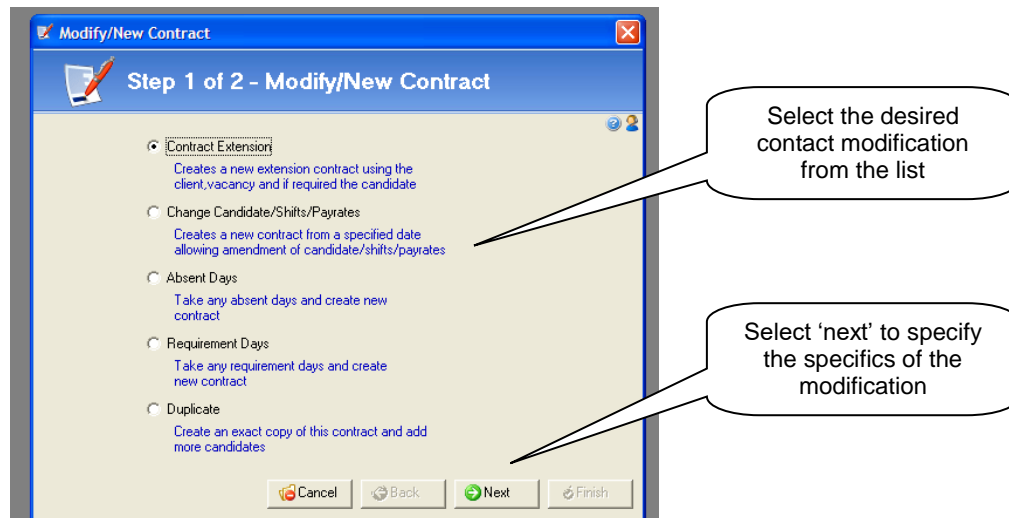 Modify/New Contract
Step 1 of 2 - Modify/New Contract
Contract Extension
Creates a new extension contract using the
client,vacancy and if required the candidate
Change Candidate/Shifts/Payrates
Creates a new contract from a specified date
allowing amendment of candidate/shifts/payrates
Absent Days
Take any absent days and create new
contract
Requirement Days
Take any requirement days and create
new contract
Duplicate
Create an exact copy of this contract and add
more candidates
Cancel Back Next Finish
Select the desired
contact modification
from the list
Select ‘next’ to specify
the specifics of the
modification